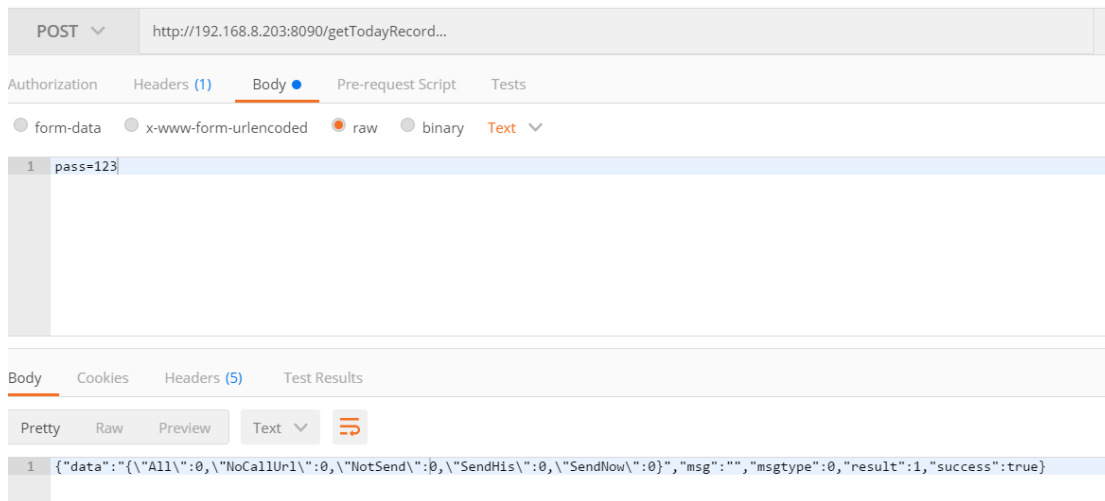 POST http://192.168.8.203:8090/getTodayRecord...
Authorization Headers (1) Body Pre-request Script Tests
form-data x-www-form-urlencoded raw binary Text
1 pass=123
Body Cookies Headers (5) Test Results
Pretty Raw Preview Text
1 {"data":"{\"All\":0,\"NoCallUrl\":0,\"NotSend\":0,\"SendHis\":0,\"SendNow\":0}","msg":"","msgtype":0,"result":1,"success":true}